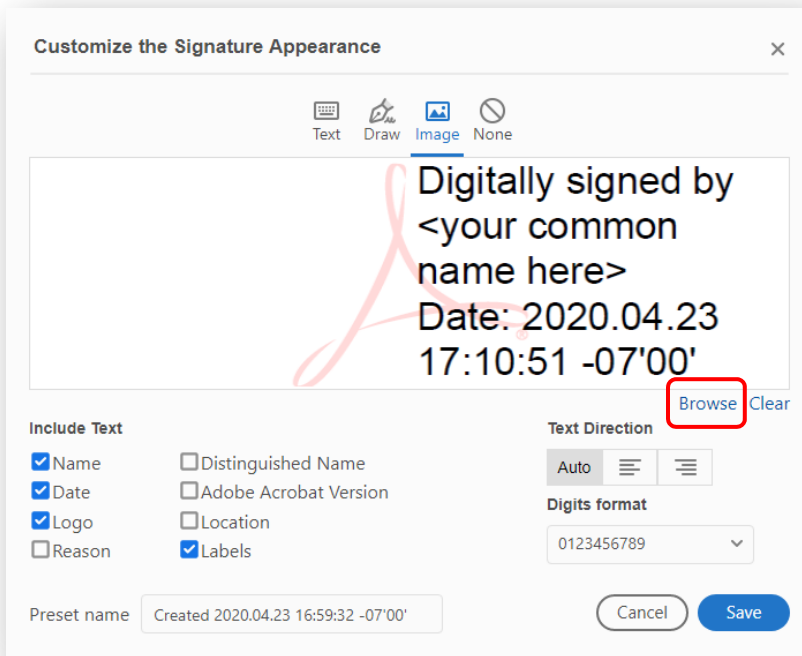 Customize the Signature Appearance
Text Draw Image None
Digitally signed by
<your common
name here>
Date: 2020.04.23
17:10:51 -07'00'
Browse Clear
Include Text
Name
Date
Logo
Reason
Distinguished Name
Adobe Acrobat Version
Location
Labels
Text Direction
Auto
Digits format
0123456789
Preset name Created 2020.04.23 16:59:32 -07'00'
Cancel Save